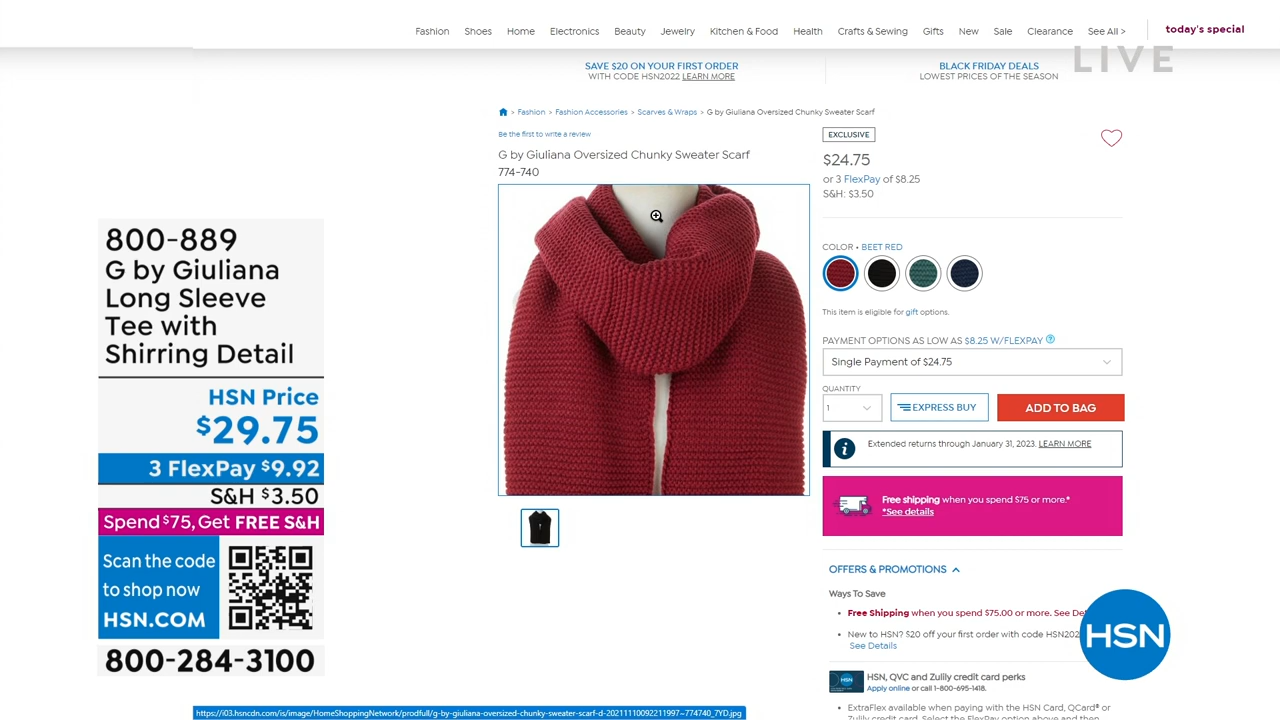 Fashion Shoes Home Electronics Beauty Jewelry Kitchen & Food Health Crafts & Sewing Gifts New Sale Clearance See All > today's special
LIVE
SAVE $20 ON YOUR FIRST ORDER
WITH CODE HSN2022 LEARN MORE
BLACK FRIDAY DEALS
LOWEST PRICES OF THE SEASON
> Fashion > Fashion Accessories > Scarves & Wraps > G by Giuliana Oversized Chunky Sweater Scarf
Be the first to write a review
G by Giuliana Oversized Chunky Sweater Scarf
774-740
EXCLUSIVE
$24.75
or 3 FlexPay of $8.25
S&H: $3.50
COLOR • BEET RED
This item is eligible for gift options.
PAYMENT OPTIONS AS LOW AS $8.25 W/FLEXPAY ?
Single Payment of $24.75
QUANTITY
1
EXPRESS BUY
ADD TO BAG
i Extended returns through January 31, 2023. LEARN MORE
Free shipping when you spend $75 or more.*
*See details
OFFERS & PROMOTIONS
Ways To Save
• Free Shipping when you spend $75.00 or more. See Det
• New to HSN? $20 off your first order with code HSN202
See Details
HSN, QVC and Zulily credit card perks
Apply online or call 1-800-695-1418.
• ExtraFlex available when paying with the HSN Card, QCard® or
Zulily credit card. Select the FlexPay option above and then
800-889
G by Giuliana
Long Sleeve
Tee with
Shirring Detail
HSN Price
$29.75
3 FlexPay $9.92
S&H $3.50
Spend $75, Get FREE S&H
Scan the code
to shop now
HSN.COM
800-284-3100
HSN
https://i03.hsncdn.com/is/image/HomeShoppingNetwork/prodfull/g-by-giuliana-oversized-chunky-sweater-scarf-d-20211110092211997~774740_7YD.jpg